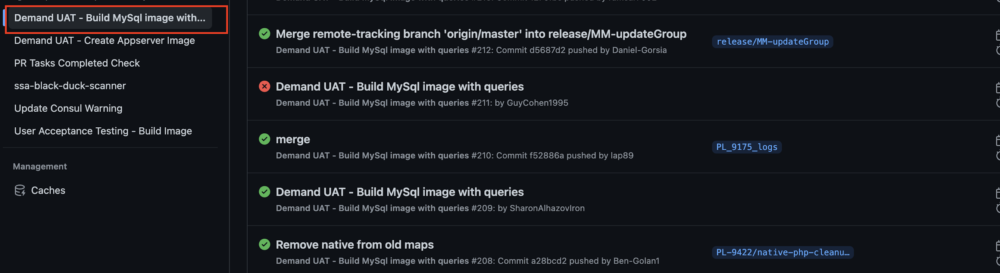 Demand UAT - Build MySql image with...
Demand UAT - Create Appserver Image
PR Tasks Completed Check
ssa-black-duck-scanner
Update Consul Warning
User Acceptance Testing - Build Image
Management
Caches
Merge remote-tracking branch 'origin/master' into release/MM-updateGroup
Demand UAT - Build MySql image with queries #212: Commit d5687d2 pushed by Daniel-Gorsia
release/MM-updateGroup
Demand UAT - Build MySql image with queries
Demand UAT - Build MySql image with queries #211: by GuyCohen1995
merge
Demand UAT - Build MySql image with queries #210: Commit f52886a pushed by lap89
PL_9175_logs
Demand UAT - Build MySql image with queries
Demand UAT - Build MySql image with queries #209: by SharonAlhazovIron
Remove native from old maps
Demand UAT - Build MySql image with queries #208: Commit a28bcd2 pushed by Ben-Golan1
PL-9422/native-php-cleanu…